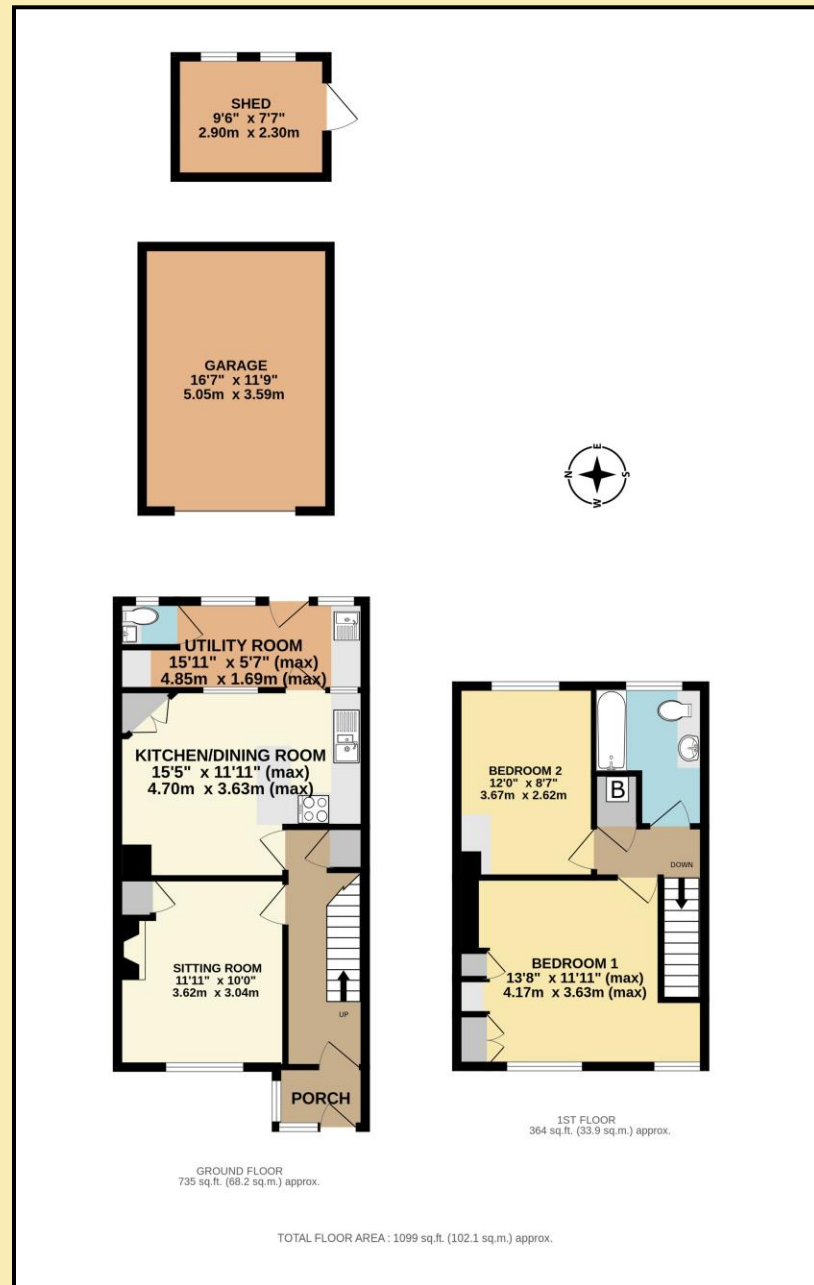 SHED
9'6" x 7'7"
2.90m x 2.30m
GARAGE
16'7" x 11'9"
5.05m x 3.59m
N
E
S
W
UTILITY ROOM
15'11" x 5'7" (max)
4.85m x 1.69m (max)
KITCHEN/DINING ROOM
15'5" x 11'11" (max)
4.70m x 3.63m (max)
SITTING ROOM
11'11" x 10'0"
3.62m x 3.04m
UP
PORCH
GROUND FLOOR
735 sq.ft. (68.2 sq.m.) approx.
BEDROOM 2
12'0" x 8'7"
3.67m x 2.62m
B
DOWN
BEDROOM 1
13'8" x 11'11" (max)
4.17m x 3.63m (max)
1ST FLOOR
364 sq.ft. (33.9 sq.m.) approx.
TOTAL FLOOR AREA : 1099 sq.ft. (102.1 sq.m.) approx.